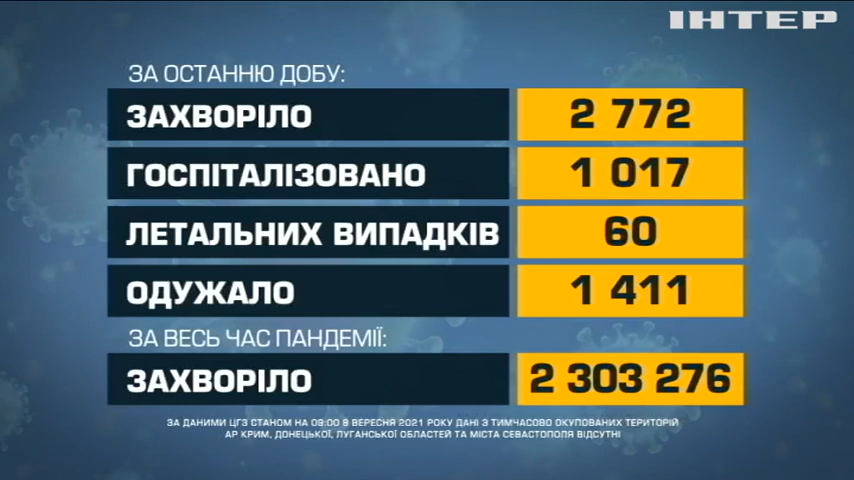 ІНТЕР
ЗА ОСТАННЮ ДОБУ:
ЗАХВОРІЛО 2 772
ГОСПІТАЛІЗОВАНО 1 017
ЛЕТАЛЬНИХ ВИПАДКІВ 60
ОДУЖАЛО 1 411
ЗА ВЕСЬ ЧАС ПАНДЕМІЇ:
ЗАХВОРІЛО 2 303 276
ЗА ДАНИМИ ЦГЗ СТАНОМ НА 09:00 8 ВЕРЕСНЯ 2021 РОКУ ДАНІ З ТИМЧАСОВО ОКУПОВАНИХ ТЕРИТОРІЙ
АР КРИМ, ДОНЕЦЬКОЇ, ЛУГАНСЬКОЇ ОБЛАСТЕЙ ТА МІСТА СЕВАСТОПОЛЯ ВІДСУТНІ